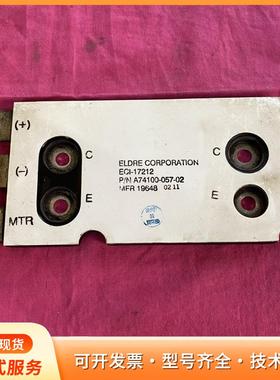 (+)
C
C
ELDRE CORPORATION
ECI-17212
P/N A74100-057-02
MFR 19648 02 11
(-)
E
E
MTR
现货
式服务
可开发票·型号齐全·技术